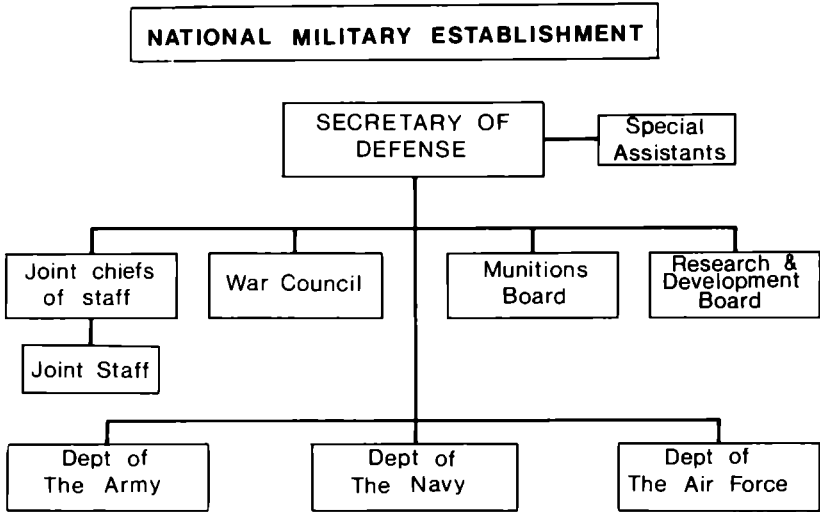 NATIONAL MILITARY ESTABLISHMENT
SECRETARY OF
DEFENSE
Special
Assistants
Joint chiefs
of staff
War Council
Munitions
Board
Research &
Development
Board
Joint Staff
Dept of
The Army
Dept of
The Navy
Dept of
The Air Force